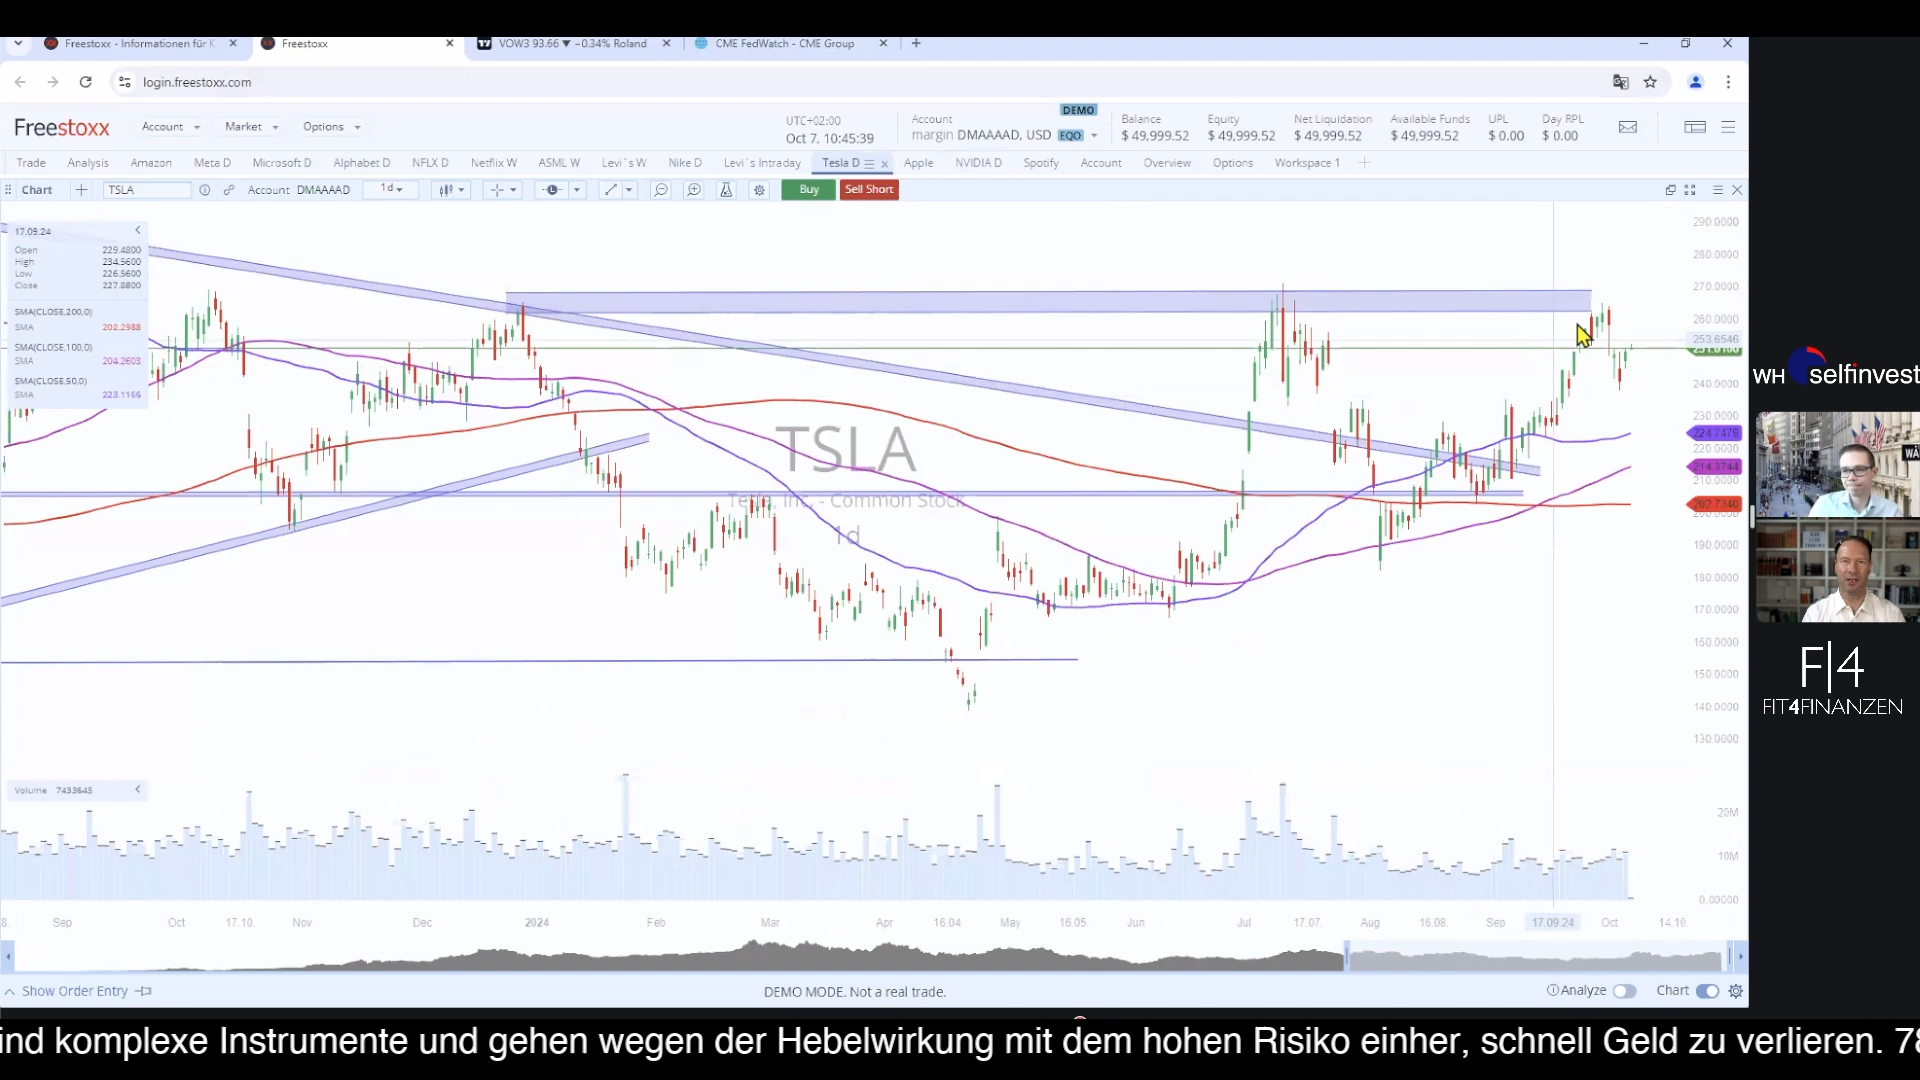 Freestoxx - Informationen für K
Freestoxx
VOW3 93.66 ▼ −0.34% Roland
CME FedWatch - CME Group
login.freestoxx.com
DEMO
Freestoxx
Account
Market
Options
UTC+02:00
Oct 7, 10:45:39
Account
margin DMAAAAD, USD EQO
Balance
$ 49,999.52
Equity
$ 49,999.52
Net Liquidation
$ 49,999.52
Available Funds
$ 49,999.52
UPL
$ 0.00
Day RPL
$ 0.00
Trade Analysis Amazon Meta D Microsoft D Alphabet D NFLX D Netflix W ASML W Levi´s W Nike D Levi´s Intraday Tesla D Apple NVIDIA D Spotify Account Overview Options Workspace 1
Chart TSLA Account DMAAAAD 1d Buy Sell Short
17.09.24
Open 229.4800
High 234.5600
Low 226.5600
Close 227.8800
SMA(CLOSE,200,0)
SMA 202.2988
SMA(CLOSE,100,0)
SMA 204.2603
SMA(CLOSE,50,0)
SMA 223.1166
TSLA
Tesla, Inc. - Common Stock
1d
290.0000
280.0000
270.0000
260.0000
253.6546
240.0000
230.0000
224.7479
220.0000
214.3744
210.0000
202.7340
200.0000
190.0000
180.0000
170.0000
160.0000
150.0000
140.0000
130.0000
Volume 7433645
20M
10M
0.00000
8. Sep Oct 17.10. Nov Dec 2024 Feb Mar Apr 16.04. May 16.05. Jun Jul 17.07. Aug 16.08. Sep 17.09.24 Oct 14.10.
Show Order Entry
DEMO MODE. Not a real trade.
Analyze
Chart
WH selfinvest
F|4
FIT4FINANZEN
ind komplexe Instrumente und gehen wegen der Hebelwirkung mit dem hohen Risiko einher, schnell Geld zu verlieren. 78